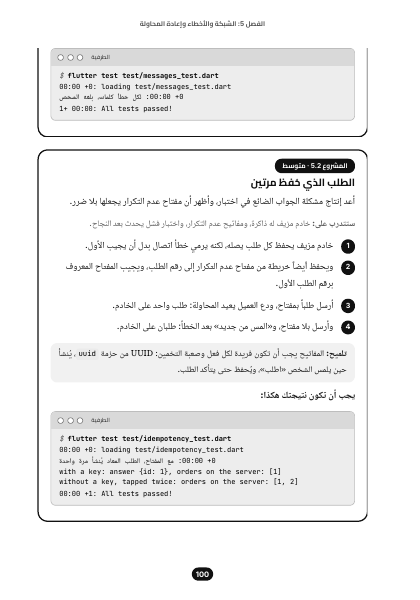 الفصل 5: الشبكة والأخطاء وإعادة المحاولة
الطرفية
$ flutter test test/messages_test.dart
00:00 +0: loading test/messages_test.dart
00:00 +0: لكل خطأ كلماته، بلغة الشخص
00:00 +1: All tests passed!
المشروع 5.2 · متوسط
الطلب الذي حُفظ مرتين
أعد إنتاج مشكلة الجواب الضائع في اختبار، وأظهر أن مفتاح عدم التكرار يجعلها بلا ضرر.
ستتدرب على: خادم مزيف له ذاكرة، ومفاتيح عدم التكرار، واختبار فشل يحدث بعد النجاح.
1 خادم مزيف يحفظ كل طلب يصله، لكنه يرمي خطأ اتصال بدل أن يجيب الأول.
2 ويحفظ أيضاً خريطة من مفتاح عدم التكرار إلى رقم الطلب، ويجيب المفتاح المعروف
برقم الطلب الأول.
3 أرسل طلباً بمفتاح، ودع العميل يعيد المحاولة: طلب واحد على الخادم.
4 وأرسل بلا مفتاح، و«المس من جديد» بعد الخطأ: طلبان على الخادم.
تلميح: المفاتيح يجب أن تكون فريدة لكل فعل وصعبة التخمين: UUID من حزمة uuid، يُنشأ
حين يلمس الشخص «اطلب»، ويُحفظ حتى يتأكد الطلب.
يجب أن تكون نتيجتك هكذا:
الطرفية
$ flutter test test/idempotency_test.dart
00:00 +0: loading test/idempotency_test.dart
00:00 +0: مع المفتاح، الطلب المعاد يُنشأ مرة واحدة
with a key: answer {id: 1}, orders on the server: [1]
without a key, tapped twice: orders on the server: [1, 2]
00:00 +1: All tests passed!
100